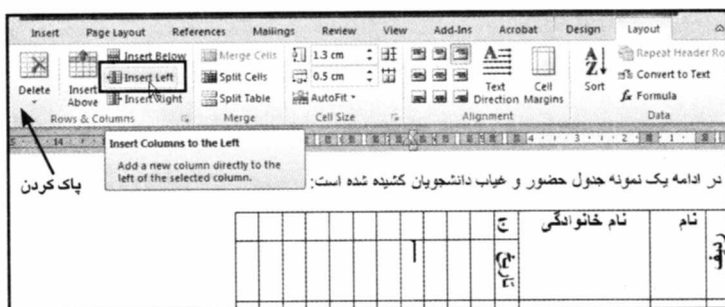 Insert Page Layout References Mailings Review View Add-Ins Acrobat Design Layout
Delete
Insert Above
Insert Below
Insert Left
Insert Right
Rows & Columns
Merge Cells
Split Cells
Split Table
Merge
1.3 cm
0.5 cm
AutoFit
Cell Size
Text Direction
Cell Margins
Alignment
Sort
Repeat Header Ro
Convert to Text
Formula
Data
Insert Columns to the Left
Add a new column directly to the
left of the selected column.
پاک کردن
در ادامه یک نمونه جدول حضور و غیاب دانشجویان کشیده شده است:
ردیف
نام
نام خانوادگی
تاریخ